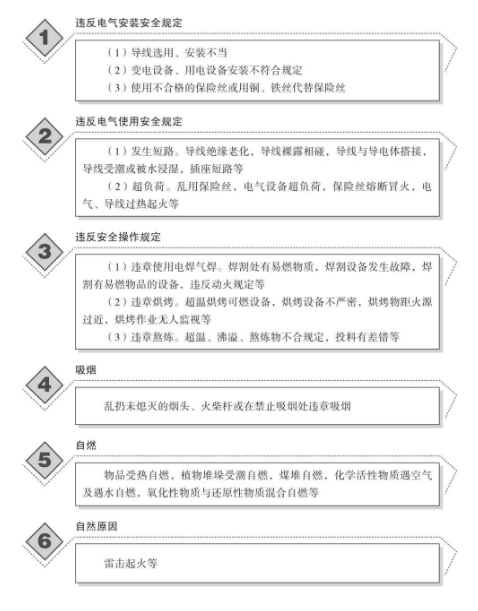 1
违反电气安装安全规定
（1）导线选用、安装不当
（2）变电设备、用电设备安装不符合规定
（3）使用不合格的保险丝或用铜、铁丝代替保险丝
2
违反电气使用安全规定
（1）发生短路。导线绝缘老化，导线裸露相碰，导线与导电体搭接，
导线受潮或被水浸湿，插座短路等
（2）超负荷。乱用保险丝，电气设备超负荷，保险丝熔断冒火，电
气、导线过热起火等
3
违反安全操作规定
（1）违章使用电焊气焊。焊割处有易燃物质，焊割设备发生故障，焊
割有易燃物品的设备，违反动火规定等
（2）违章烘烤。超温烘烤可燃设备，烘烤设备不严密，烘烤物距火源
过近，烘烤作业无人监视等
（3）违章熬炼。超温、沸溢、熬炼物不合规定，投料有差错等
4
吸烟
乱扔未熄灭的烟头、火柴杆或在禁止吸烟处违章吸烟
5
自燃
物品受热自燃，植物堆垛受潮自燃，煤堆自燃，化学活性物质遇空气
及遇水自燃，氧化性物质与还原性物质混合自燃等
6
自然原因
雷击起火等